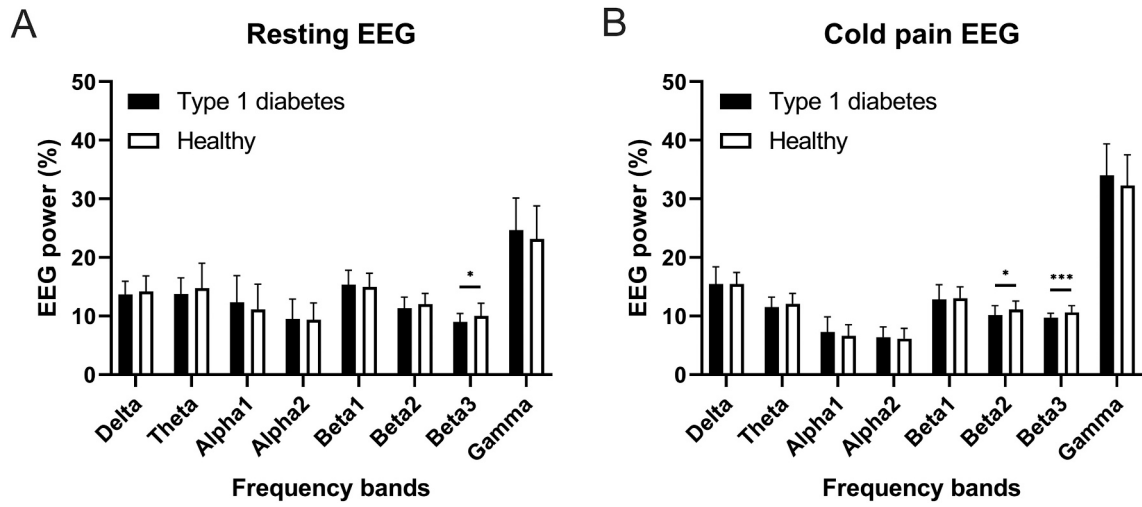 A
Resting EEG
EEG power (%)
50
40
30
20
10
0
Type 1 diabetes
Healthy
*
Delta
Theta
Alpha1
Alpha2
Beta1
Beta2
Beta3
Gamma
Frequency bands
B
Cold pain EEG
EEG power (%)
50
40
30
20
10
0
Type 1 diabetes
Healthy
*
***
Delta
Theta
Alpha1
Alpha2
Beta1
Beta2
Beta3
Gamma
Frequency bands